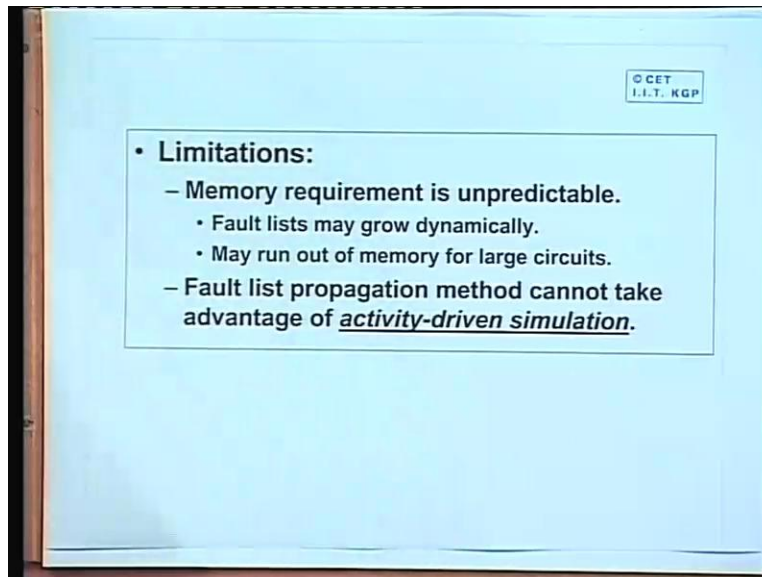 © CET
I.I.T. KGP
• Limitations:
– Memory requirement is unpredictable.
• Fault lists may grow dynamically.
• May run out of memory for large circuits.
– Fault list propagation method cannot take
advantage of activity-driven simulation.